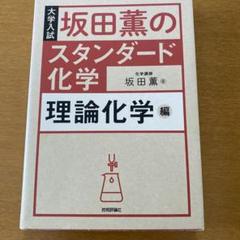 大学入試
坂田薫の
スタンダード
化学
化学講師
坂田薫 著
理論化学 編
技術評論社